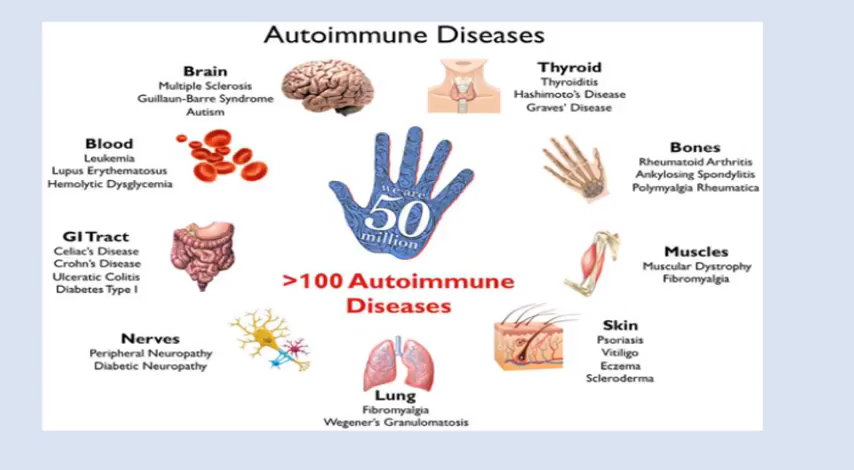 Autoimmune Diseases
Brain
Multiple Sclerosis
Guillaun-Barre Syndrome
Autism
Thyroid
Thyroiditis
Hashimoto's Disease
Graves' Disease
Blood
Leukemia
Lupus Erythematosus
Hemolytic Dysglycemia
we are
50
million
Bones
Rheumatoid Arthritis
Ankylosing Spondylitis
Polymyalgia Rheumatica
GI Tract
Celiac's Disease
Crohn's Disease
Ulceratic Colitis
Diabetes Type I
>100 Autoimmune
Diseases
Muscles
Muscular Dystrophy
Fibromyalgia
Nerves
Peripheral Neuropathy
Diabetic Neuropathy
Lung
Fibromyalgia
Wegener's Granulomatosis
Skin
Psoriasis
Vitiligo
Eczema
Scleroderma